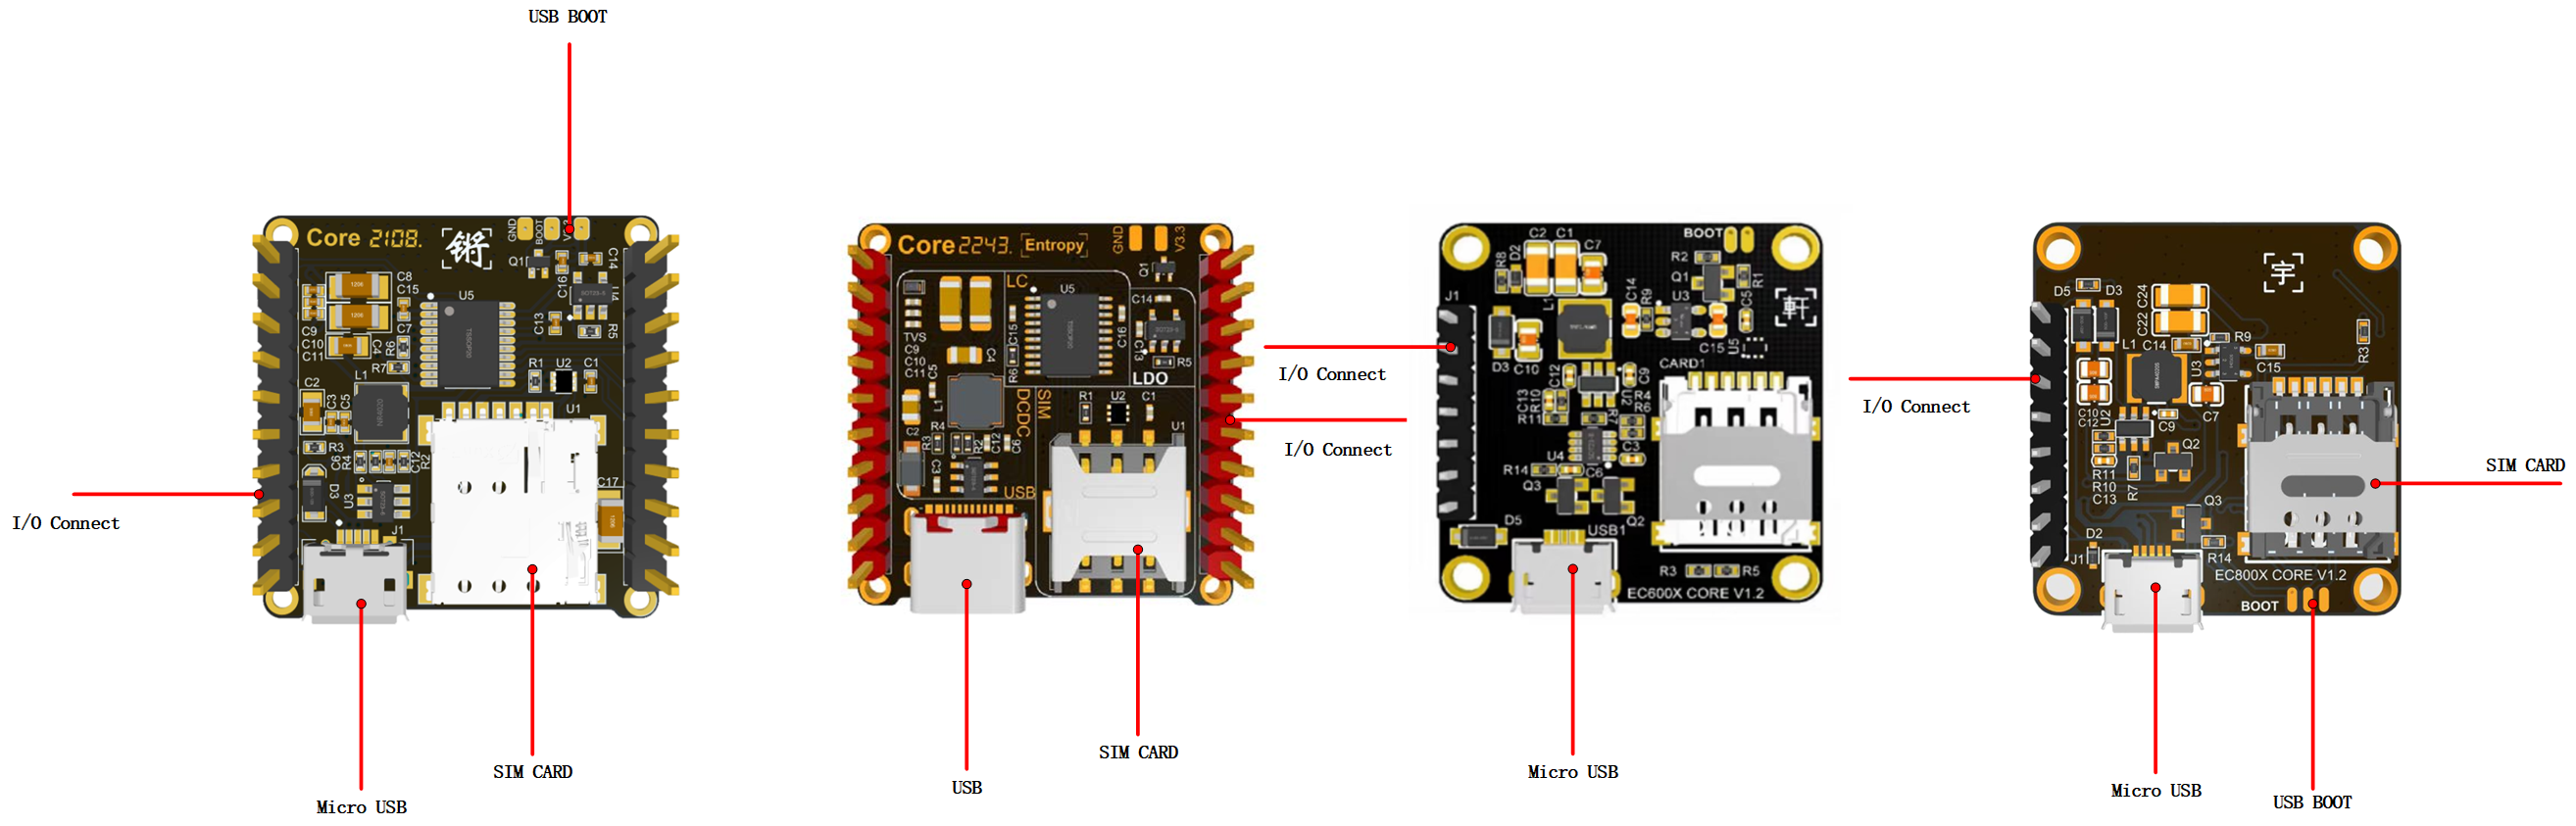 USB BOOT
Core 2108.
锵
GND
BOOT
Q1
C16
C14
U4
C8
C15
U5
C9
C10
C11
C7
C4
R6
R7
C13
R5
L1
R1
U2
C1
C2
C3
C5
U1
R3
C6
R4
C12
R2
D3
U3
C17
J1
I/O Connect
Micro USB
SIM CARD
Core 2243.
Entropy
GND
V3.3
Q1
LC
U5
C14
TVS
C9
C10
C11
C15
C16
C13
C4
C5
R6
R5
LDO
L1
DCDC
SIM
R1
U2
C1
C2
R3
R4
R2
C12
C6
U1
C3
USB
I/O Connect
USB
SIM CARD
I/O Connect
BOOT
C2
C1
C7
R8
D2
R2
Q1
R1
J1
L1
C14
R9
U3
C5
軒
D3
C10
C15
U5
CARD1
C12
C9
C13
R10
R11
U2
R4
R6
R7
U4
R14
C6
C3
Q3
Q2
D5
USB1
R3
R5
EC600X CORE V1.2
Micro USB
I/O Connect
宇
D5
D3
C24
C22
R9
R3
L1
C14
U3
C15
C10
C12
U2
C9
C7
Q2
R11
R10
C13
R7
Q3
D2
J1
R14
EC800X CORE V1.2
BOOT
SIM CARD
Micro USB
USB BOOT